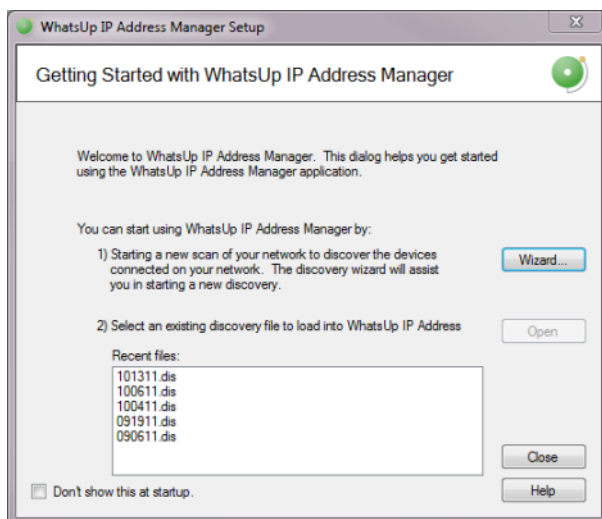 WhatsUp IP Address Manager Setup
Getting Started with WhatsUp IP Address Manager
Welcome to WhatsUp IP Address Manager. This dialog helps you get started
using the WhatsUp IP Address Manager application.
You can start using WhatsUp IP Address Manager by:
1) Starting a new scan of your network to discover the devices
connected on your network. The discovery wizard will assist
you in starting a new discovery.
Wizard...
2) Select an existing discovery file to load into WhatsUp IP Address
Open
Recent files:
101311.dis
100611.dis
100411.dis
091911.dis
090611.dis
Close
Don't show this at startup.
Help